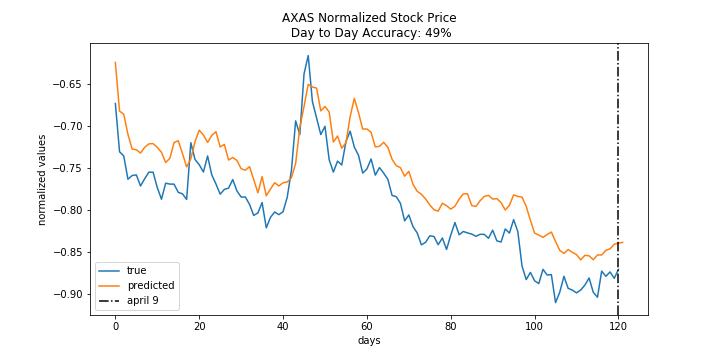 AXAS Normalized Stock Price
Day to Day Accuracy: 49%
normalized values
−0.65
−0.70
−0.75
−0.80
−0.85
−0.90
true
predicted
april 9
0
20
40
60
80
100
120
days